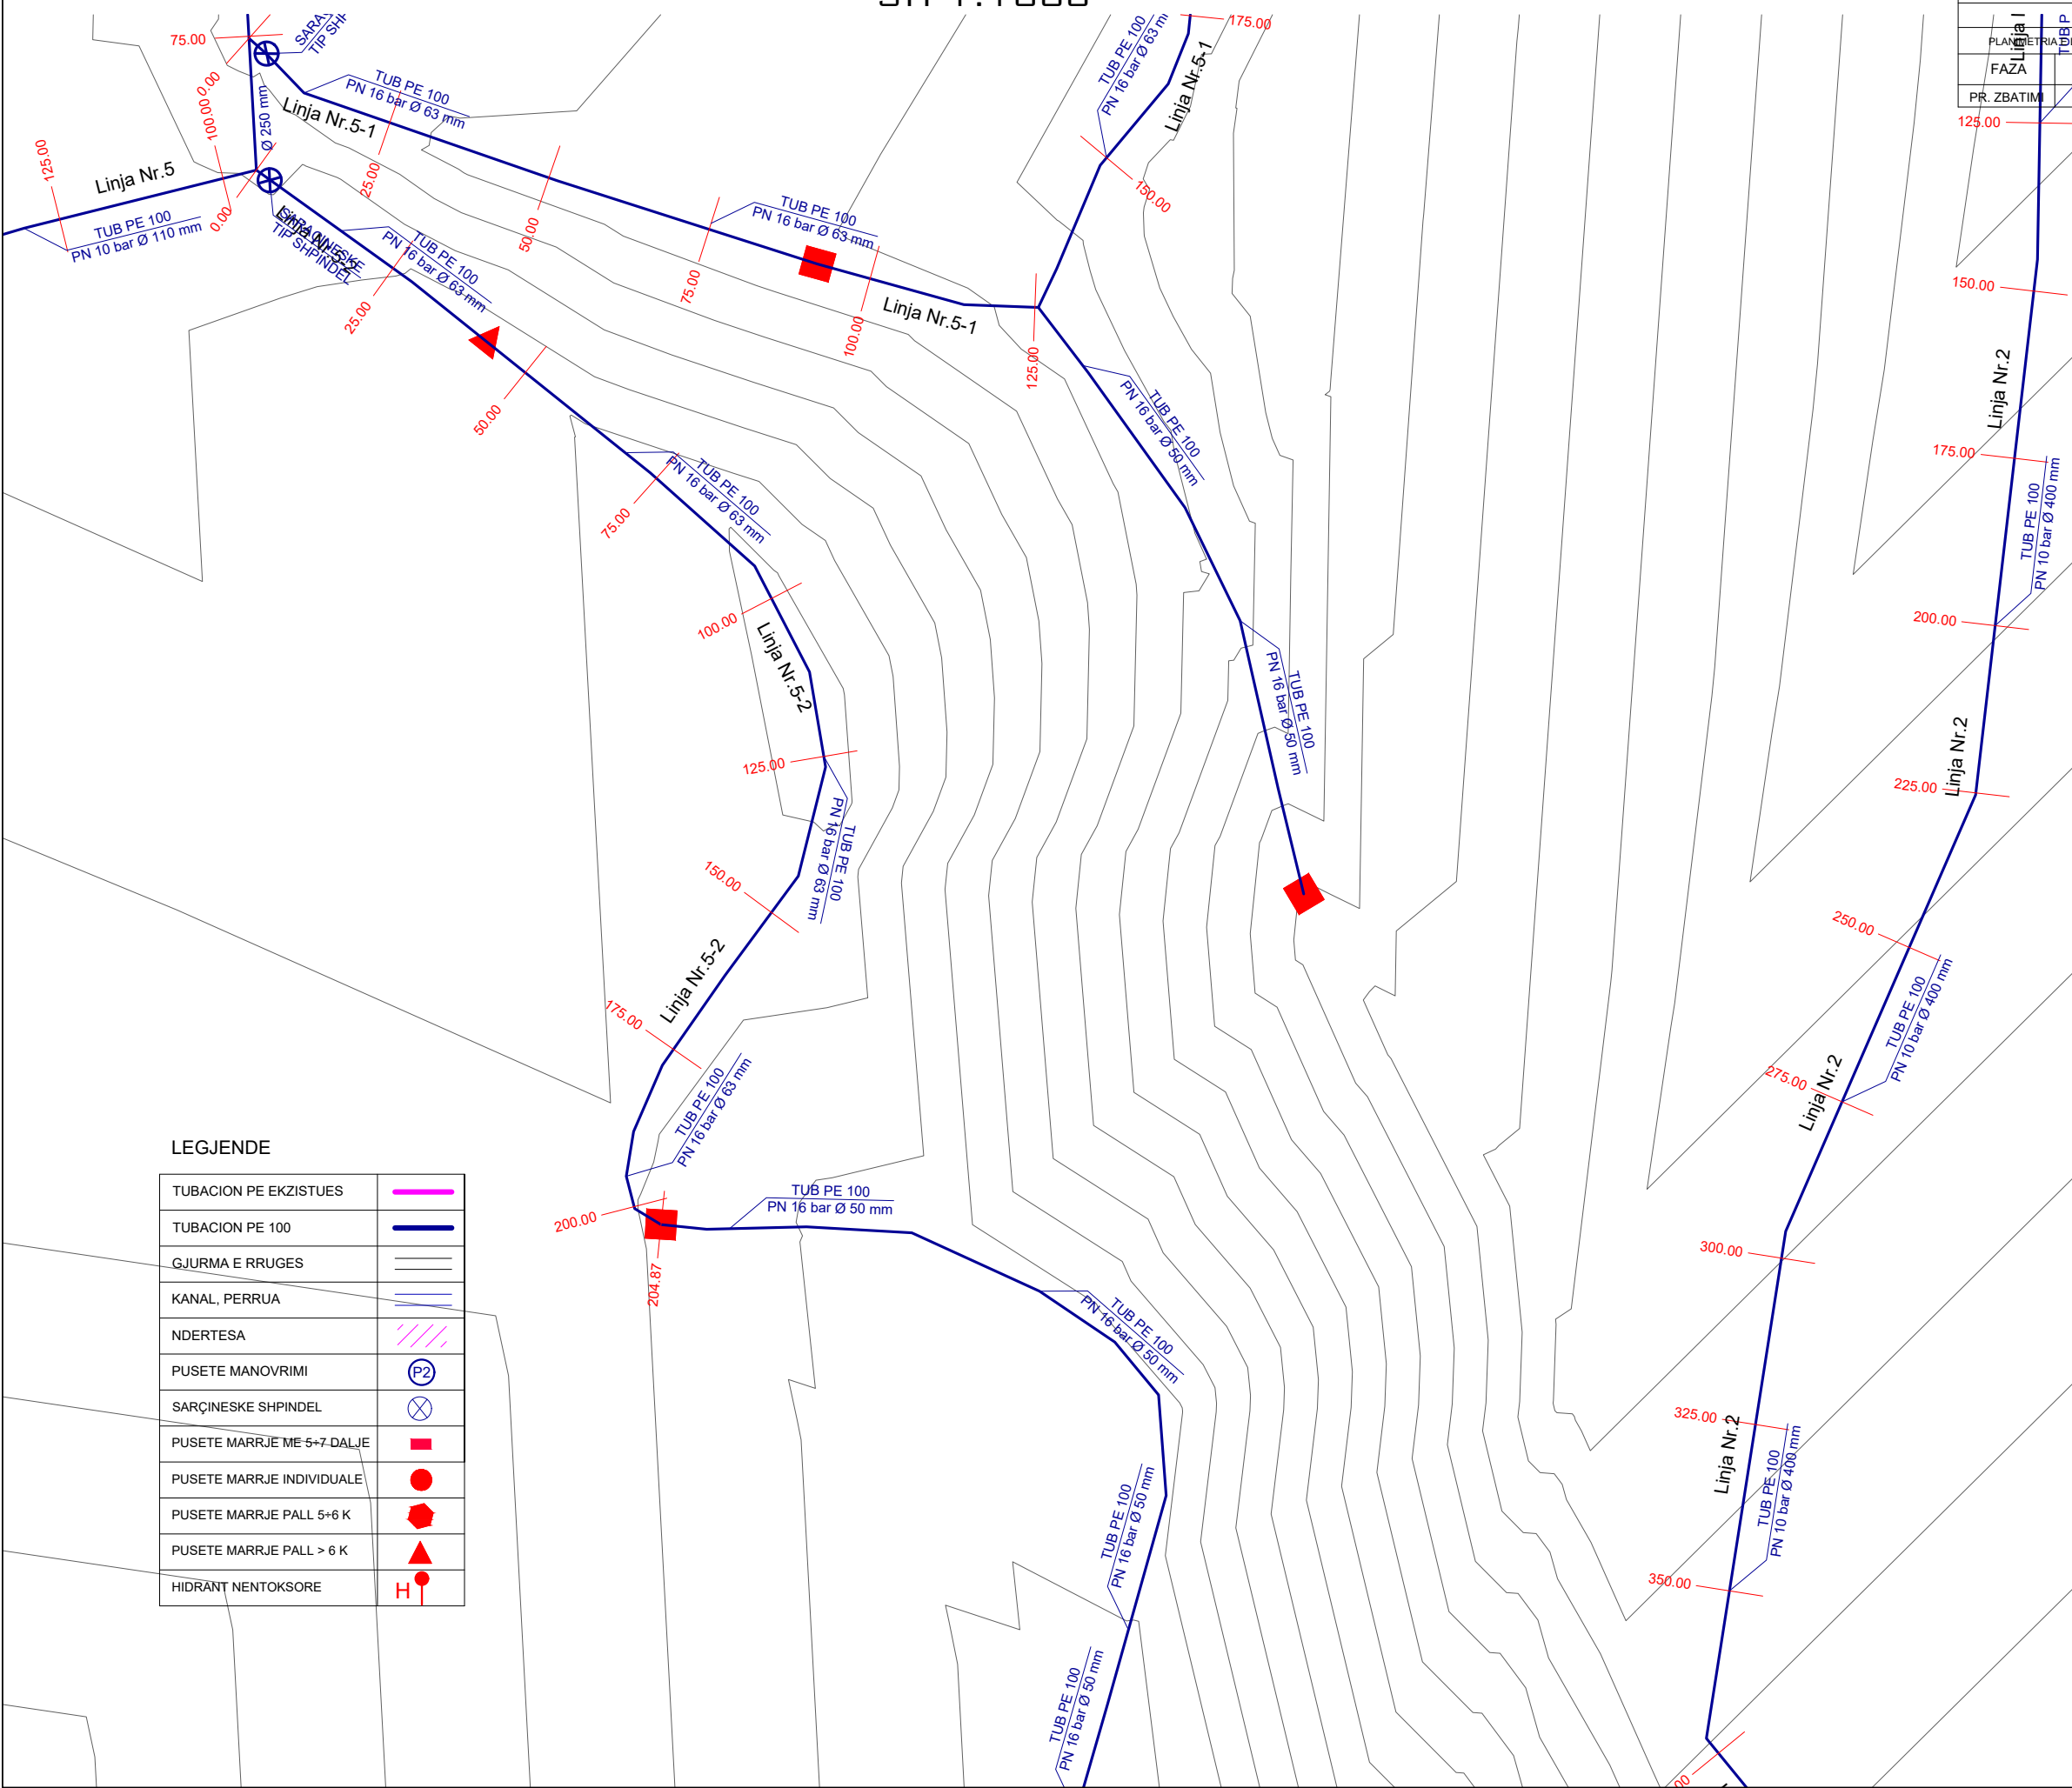 75.00
0.00
100.00
125.00
Ø 250 mm
Linja Nr.5
TUB PE 100
PN 10 bar Ø 110 mm
0.00
TIP SHPINDEL
Linja Nr.5-1
TUB PE 100
PN 16 bar Ø 63 mm
25.00
50.00
75.00
TUB PE 100
PN 16 bar Ø 63 mm
100.00
Linja Nr.5-1
125.00
TUB PE 100
PN 16 bar Ø 63 mm
Linja Nr.5-1
150.00
175.00
TUB PE 100
PN 16 bar Ø 50 mm
TUB PE 100
PN 16 bar Ø 50 mm
TUB PE 100
PN 16 bar Ø 63 mm
25.00
50.00
TUB PE 100
PN 16 bar Ø 63 mm
75.00
100.00
Linja Nr.5-2
125.00
TUB PE 100
PN 16 bar Ø 63 mm
150.00
Linja Nr.5-2
175.00
TUB PE 100
PN 16 bar Ø 63 mm
200.00
204.87
TUB PE 100
PN 16 bar Ø 50 mm
TUB PE 100
PN 16 bar Ø 50 mm
TUB PE 100
PN 16 bar Ø 50 mm
TUB PE 100
PN 16 bar Ø 50 mm
FAZA
PR. ZBATIMI
125.00
150.00
Linja Nr.2
175.00
TUB PE 100
PN 10 bar Ø 400 mm
200.00
Linja Nr.2
225.00
250.00
TUB PE 100
PN 10 bar Ø 400 mm
275.00
Linja Nr.2
300.00
325.00
Linja Nr.2
TUB PE 100
PN 10 bar Ø 400 mm
350.00
LEGJENDE
TUBACION PE EKZISTUES
TUBACION PE 100
GJURMA E RRUGES
KANAL, PERRUA
NDERTESA
PUSETE MANOVRIMI P2
SARÇINESKE SHPINDEL
PUSETE MARRJE ME 5÷7 DALJE
PUSETE MARRJE INDIVIDUALE
PUSETE MARRJE PALL 5÷6 K
PUSETE MARRJE PALL > 6 K
HIDRANT NENTOKSORE H